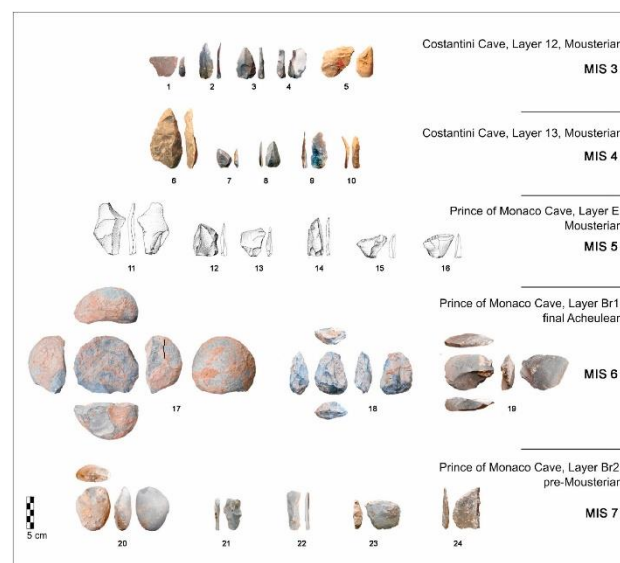 Costantini Cave, Layer 12, Mousterian
MIS 3
1 2 3 4 5
Costantini Cave, Layer 13, Mousterian
MIS 4
6 7 8 9 10
Prince of Monaco Cave, Layer E
Mousterian
MIS 5
11 12 13 14 15 16
Prince of Monaco Cave, Layer Br1
final Acheulear
MIS 6
17 18 19
Prince of Monaco Cave, Layer Br2
pre-Mousterian
MIS 7
5 cm
20 21 22 23 24